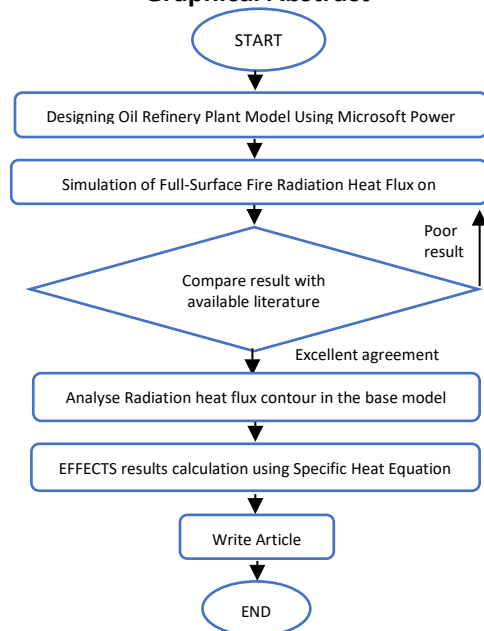 Graphical Abstract
START
Designing Oil Refinery Plant Model Using Microsoft Power
Simulation of Full-Surface Fire Radiation Heat Flux on
Poor
result
Compare result with
available literature
Excellent agreement
Analyse Radiation heat flux contour in the base model
EFFECTS results calculation using Specific Heat Equation
Write Article
END